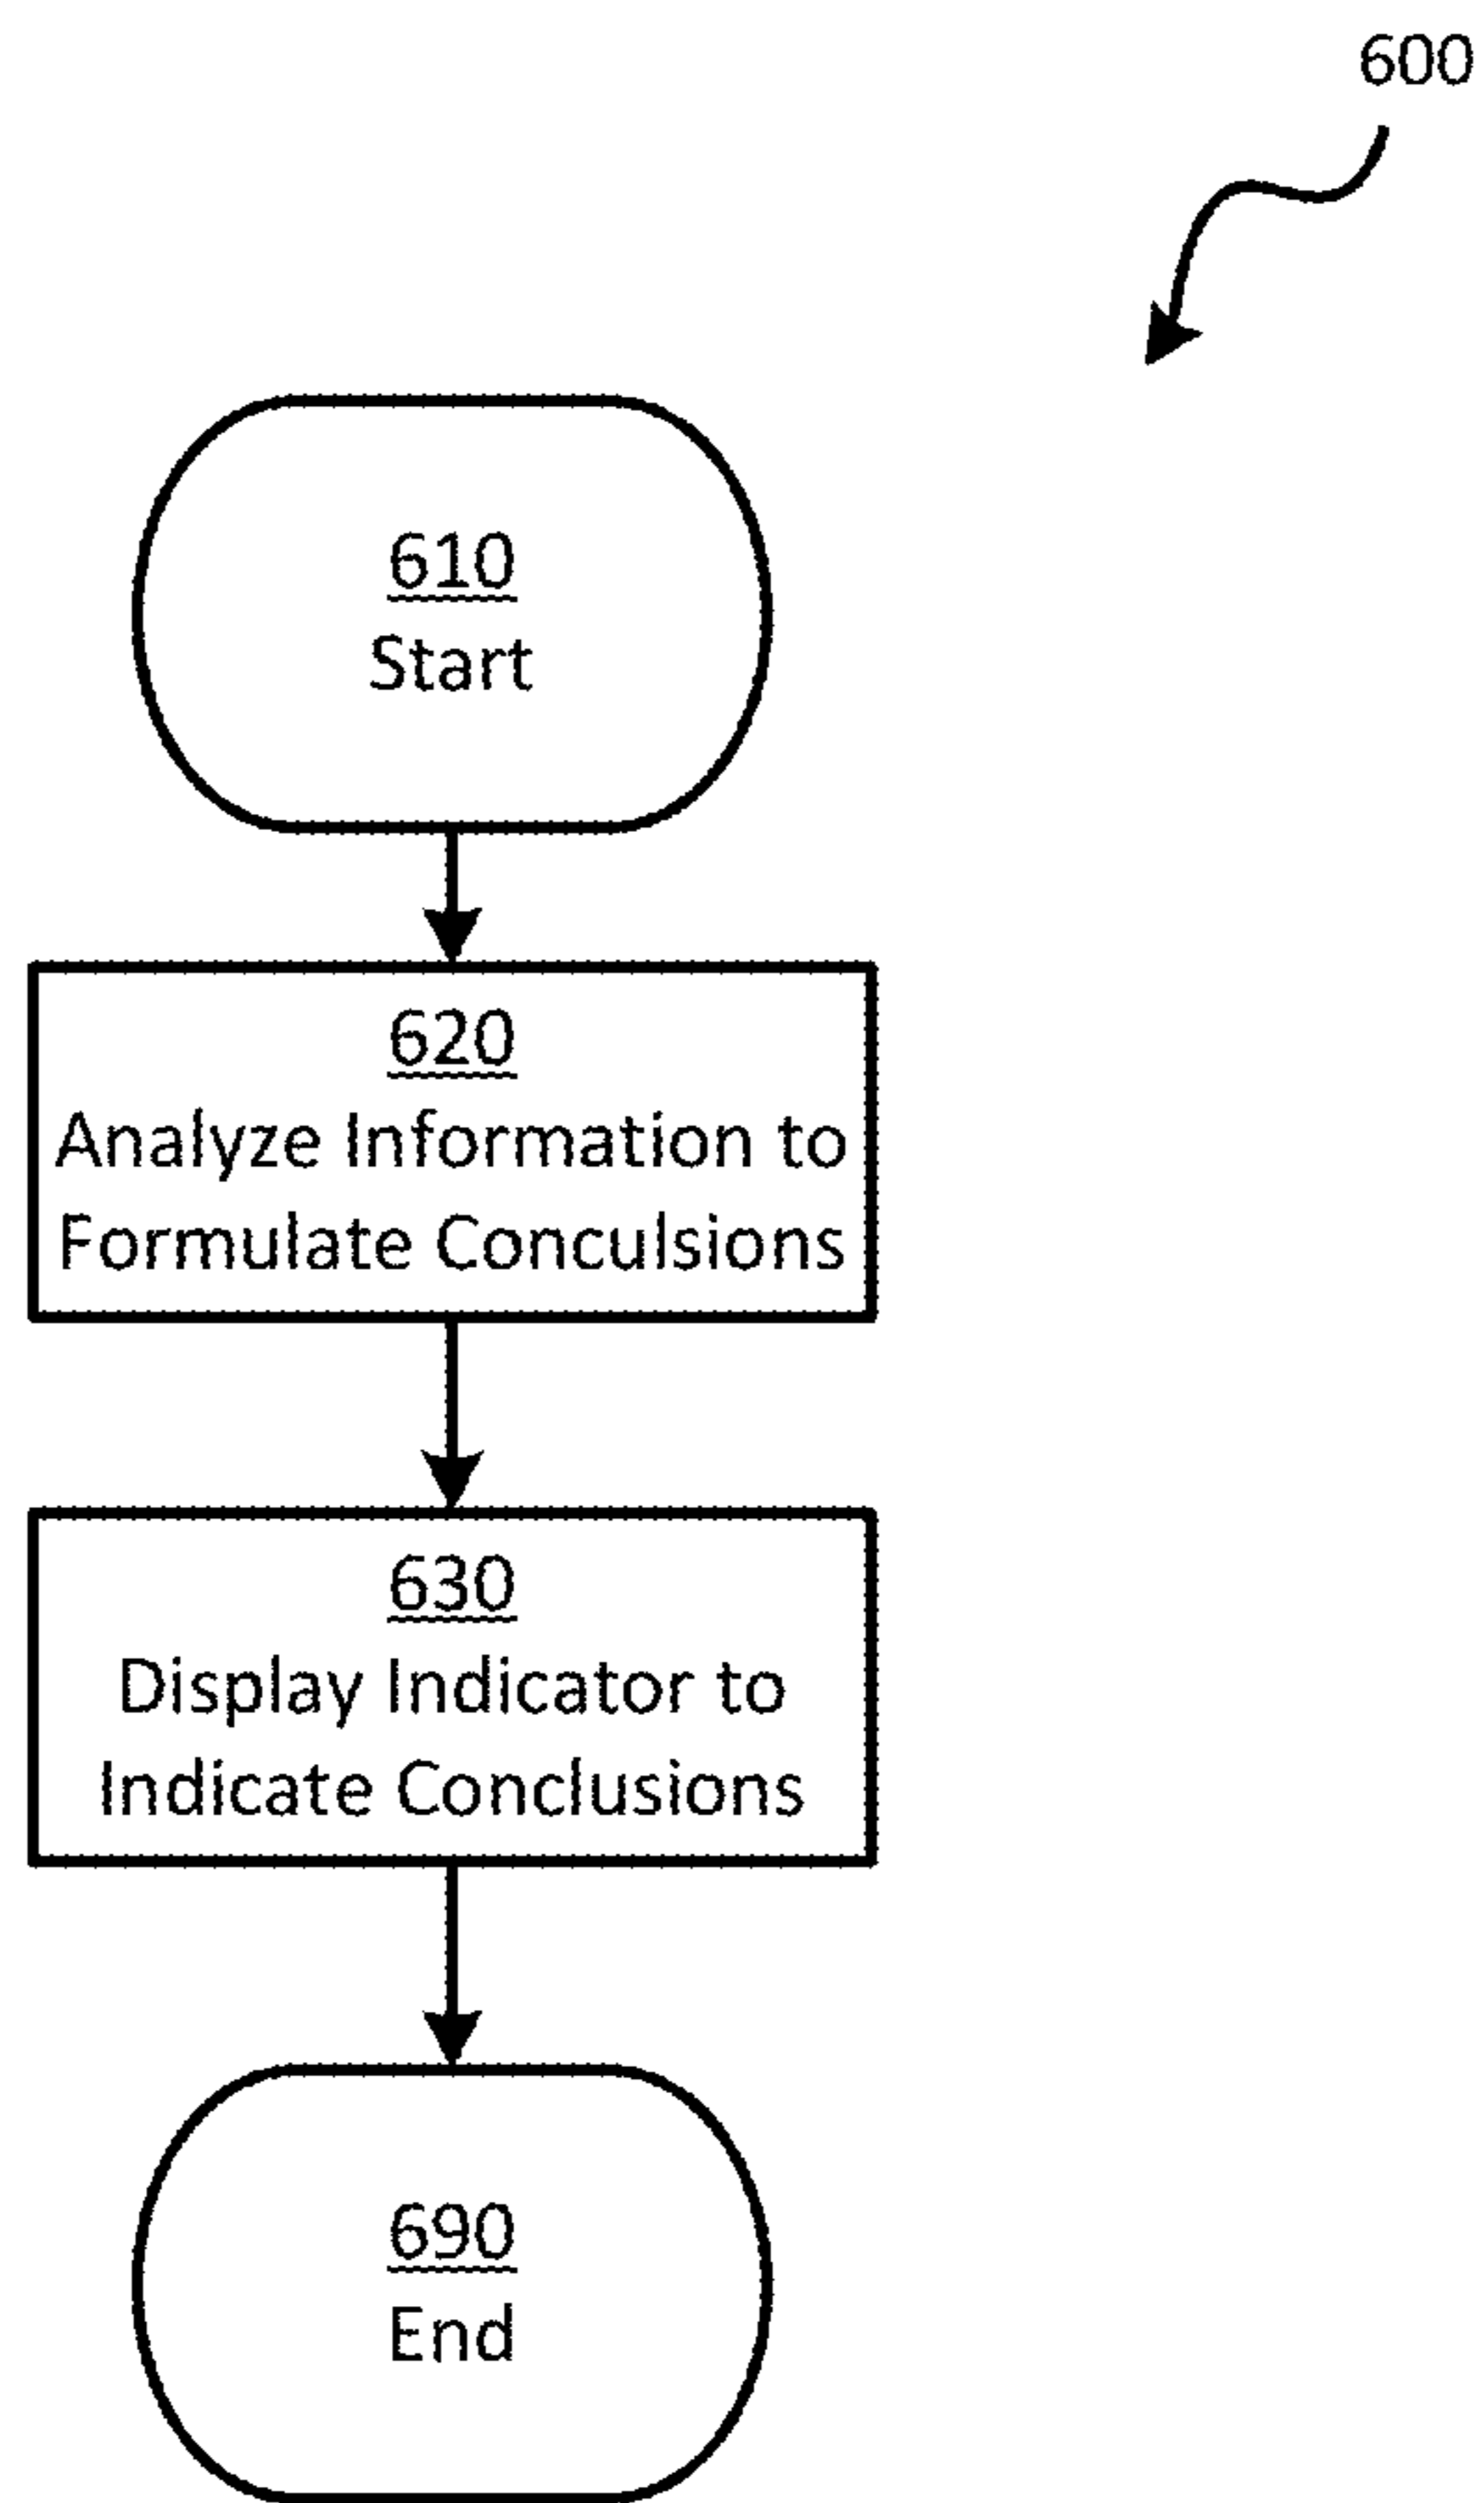 600
610
Start
620
Analyze Information to
Formulate Conculsions
630
Display Indicator to
Indicate Conclusions
690
End